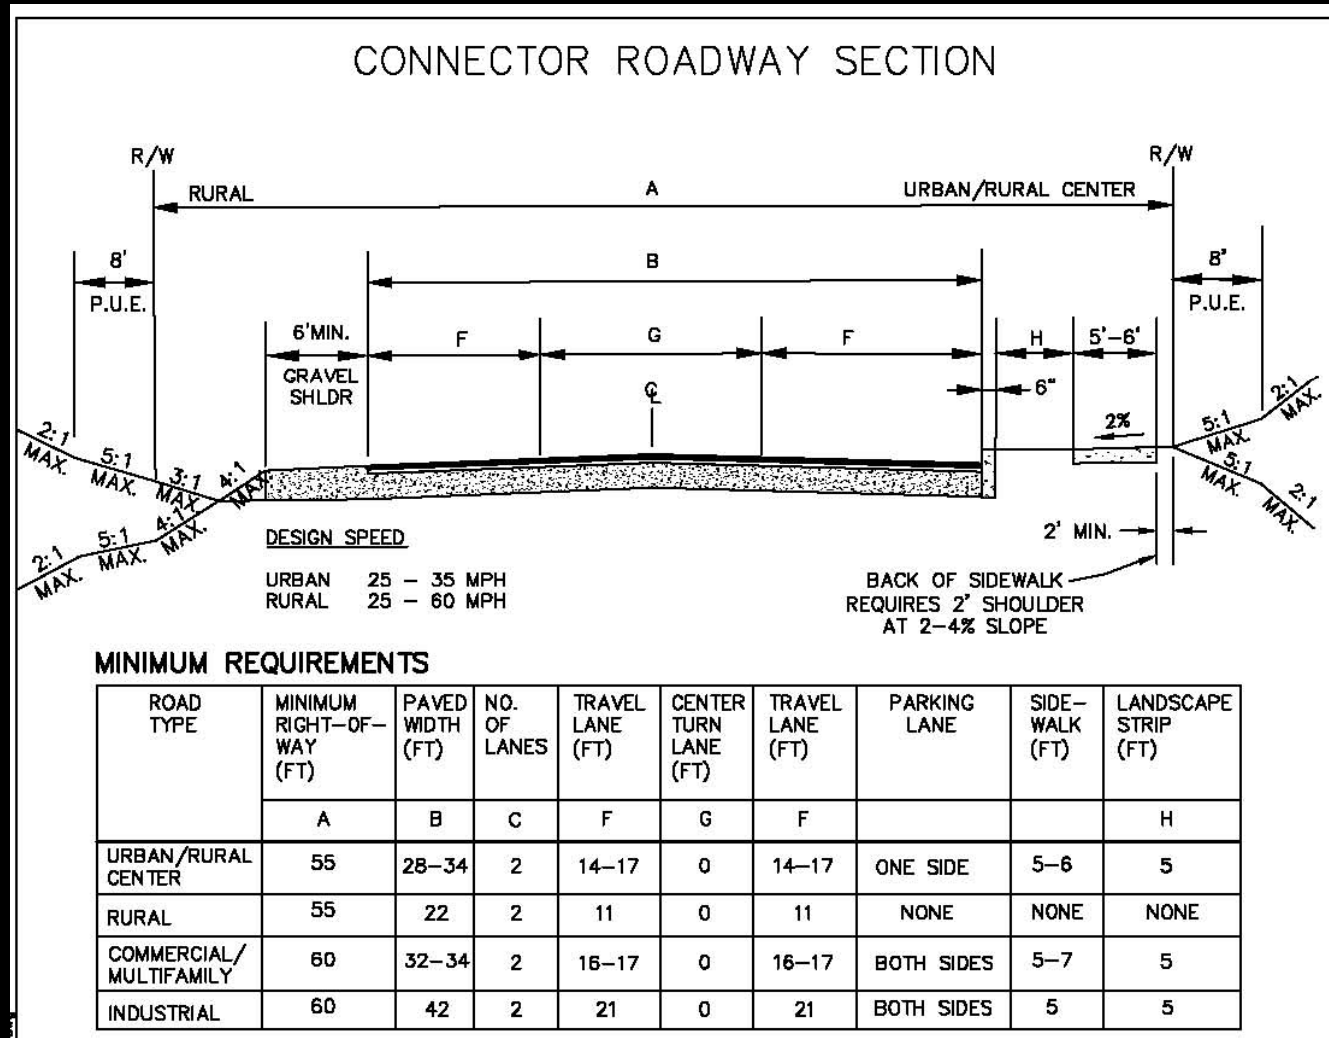 CONNECTOR ROADWAY SECTION
R/W
R/W
RURAL
A
URBAN/RURAL CENTER
8'
P.U.E.
B
8'
P.U.E.
6'MIN.
GRAVEL
SHLDR
F
G
F
H
5'-6'
℄
6"
2%
2:1
MAX.
5:1
MAX.
3:1
MAX.
4:1
MAX.
2:1
MAX.
5:1
MAX.
4:1
MAX.
5:1
MAX.
2:1
MAX.
5:1
MAX.
2:1
MAX.
DESIGN SPEED
URBAN 25 - 35 MPH
RURAL 25 - 60 MPH
2' MIN.
BACK OF SIDEWALK
REQUIRES 2' SHOULDER
AT 2-4% SLOPE
MINIMUM REQUIREMENTS
ROAD
TYPE
MINIMUM
RIGHT-OF-
WAY
(FT)
PAVED
WIDTH
(FT)
NO.
OF
LANES
TRAVEL
LANE
(FT)
CENTER
TURN
LANE
(FT)
TRAVEL
LANE
(FT)
PARKING
LANE
SIDE-
WALK
(FT)
LANDSCAPE
STRIP
(FT)
A B C F G F H
URBAN/RURAL
CENTER
55 28-34 2 14-17 0 14-17 ONE SIDE 5-6 5
RURAL 55 22 2 11 0 11 NONE NONE NONE
COMMERCIAL/
MULTIFAMILY
60 32-34 2 16-17 0 16-17 BOTH SIDES 5-7 5
INDUSTRIAL 60 42 2 21 0 21 BOTH SIDES 5 5